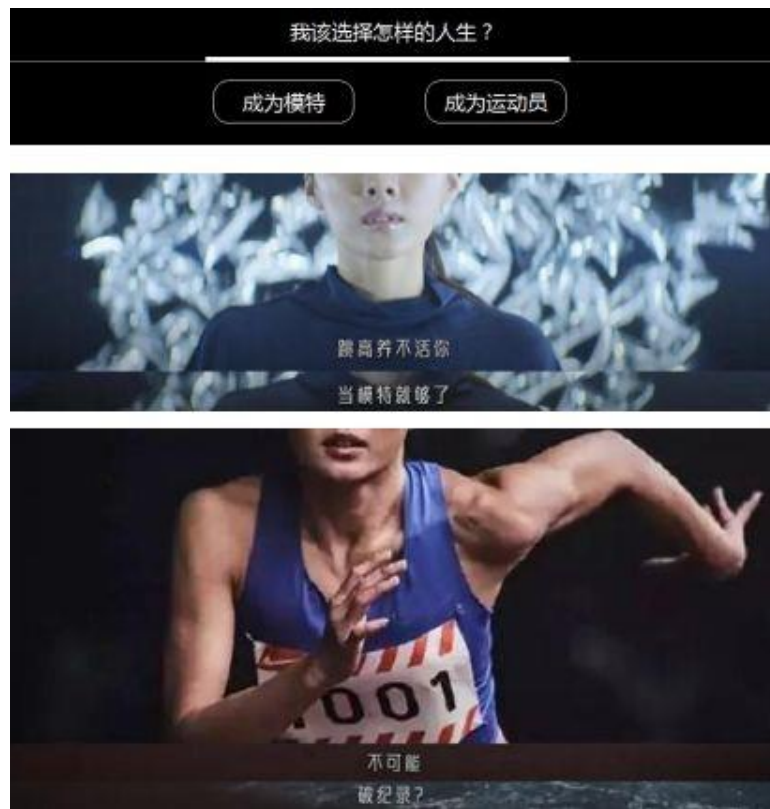 我该选择怎样的人生？
成为模特
成为运动员
跳高养不活你
当模特就够了
1001
不可能
破纪录？